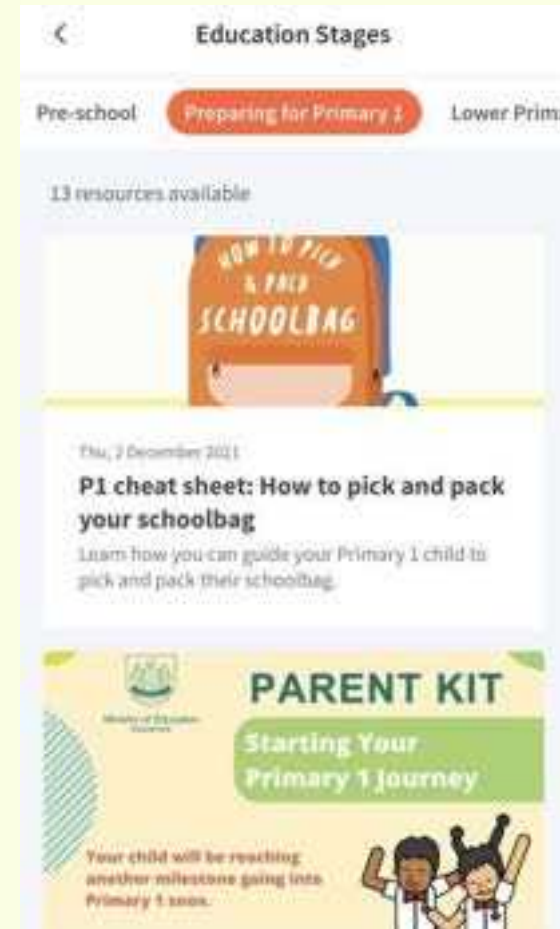 Education Stages
Pre-school Preparing for Primary 1 Lower Prim
13 resources available
HOW TO PICK
& PACK
SCHOOLBAG
Thu, 2 December 2021
P1 cheat sheet: How to pick and pack
your schoolbag
Learn how you can guide your Primary 1 child to
pick and pack their schoolbag.
PARENT KIT
Ministry of Education
Starting Your
Primary 1 Journey
Your child will be reaching
another milestone going into
Primary 1 soon.